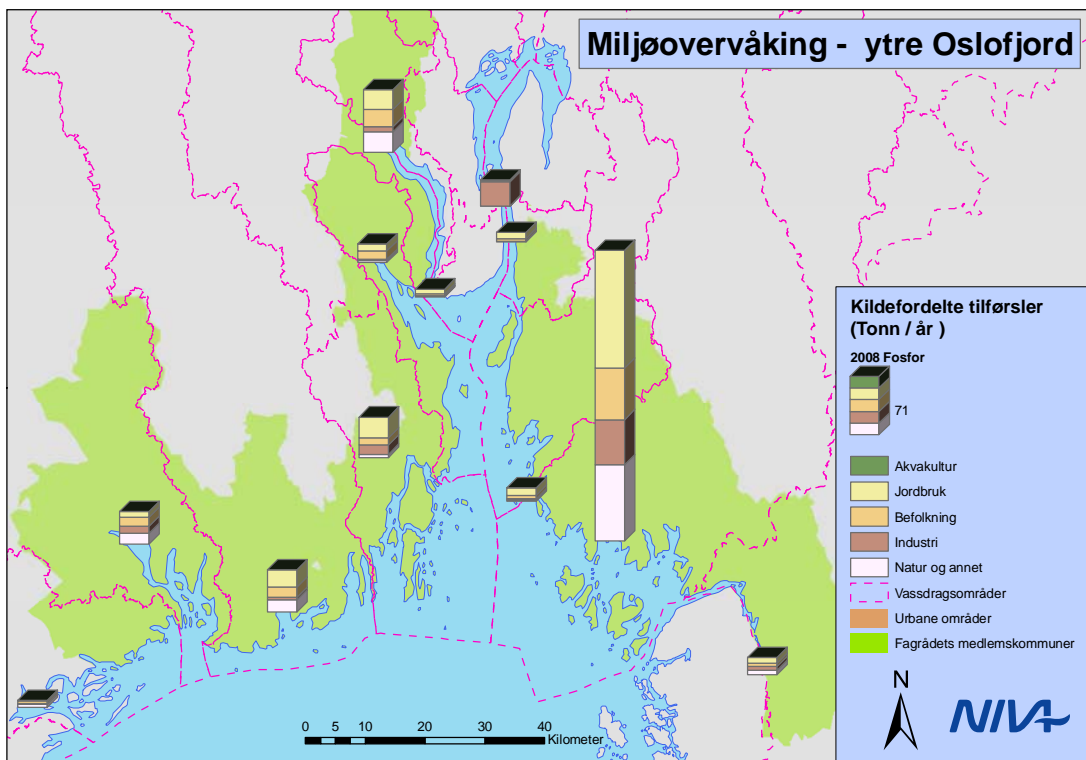 Miljøovervåking - ytre Oslofjord
Kildefordelte tilførsler
(Tonn / år )
2008 Fosfor
71
Akvakultur
Jordbruk
Befolkning
Industri
Natur og annet
Vassdragsområder
Urbane områder
Fagrådets medlemskommuner
N
NIVA
0 5 10 20 30 40
Kilometer